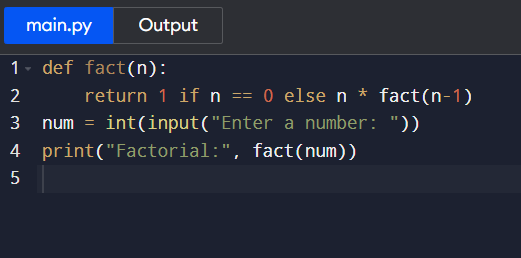 main.py Output
1 def fact(n):
2     return 1 if n == 0 else n * fact(n-1)
3 num = int(input("Enter a number: "))
4 print("Factorial:", fact(num))
5